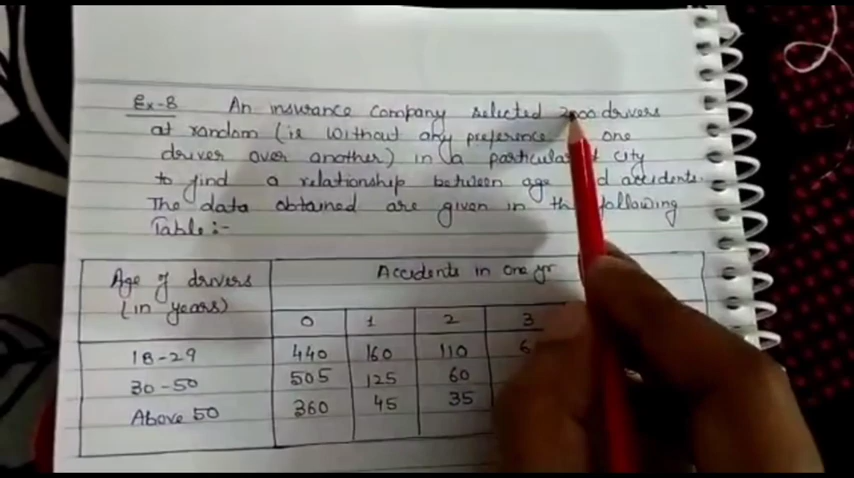 Ex-8 An insurance company selected 2000 drivers
at random (ie without any preference one
driver over another) in a particular city
to find a relationship between age accidents.
The data obtained are given in following
Table:-
Age of drivers (in years) Accidents in one yr
0 1 2 3
18-29 440 160 110
30-50 505 125 60
Above 50 360 45 35